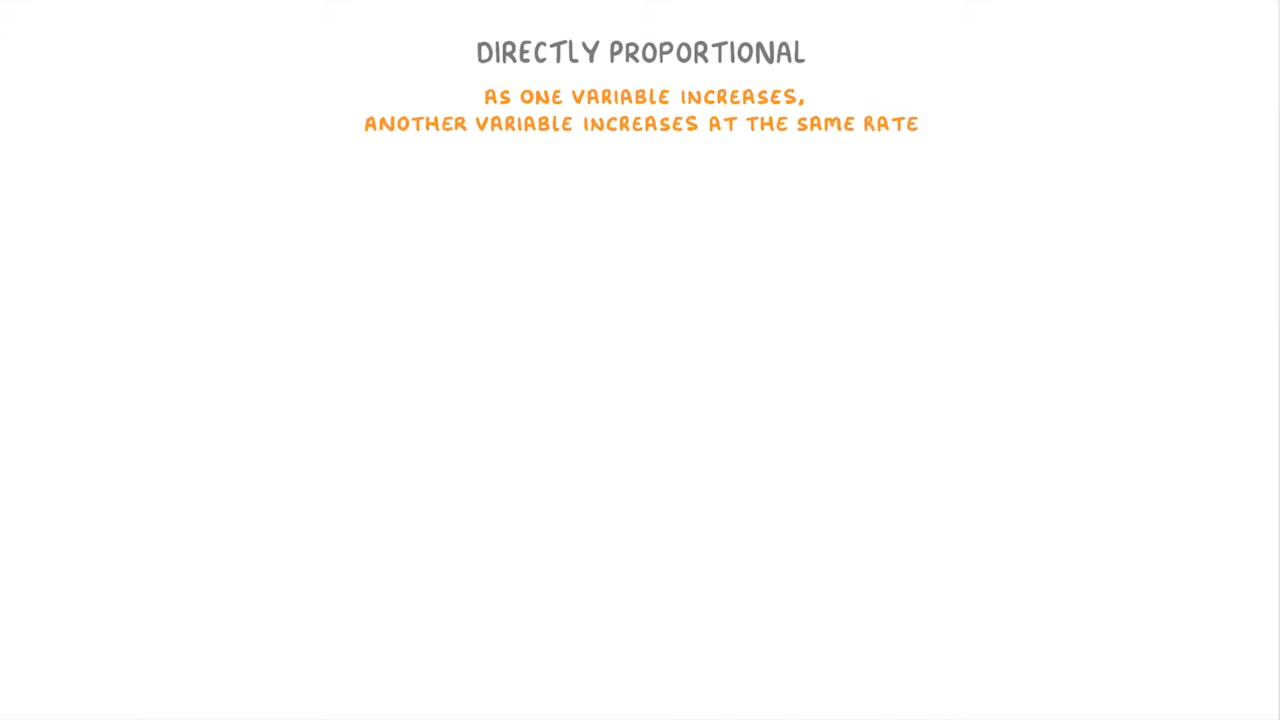 DIRECTLY PROPORTIONAL
AS ONE VARIABLE INCREASES,
ANOTHER VARIABLE INCREASES AT THE SAME RATE